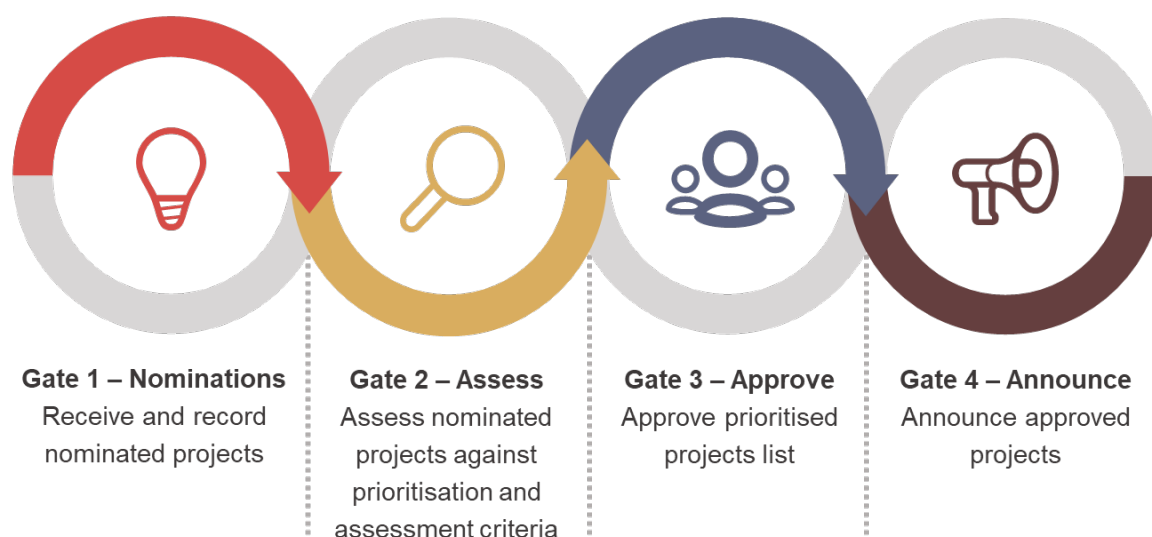 Gate 1 – Nominations
Receive and record
nominated projects
Gate 2 – Assess
Assess nominated
projects against
prioritisation and
assessment criteria
Gate 3 – Approve
Approve prioritised
projects list
Gate 4 – Announce
Announce approved
projects